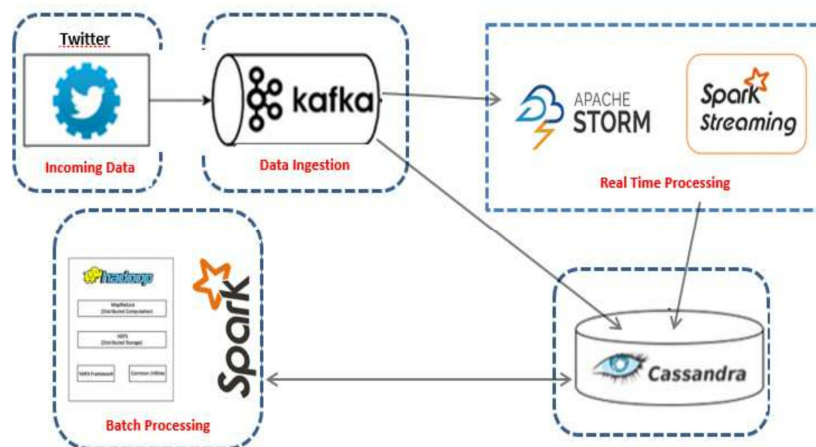 Twitter
Incoming Data
kafka
Data Ingestion
APACHE
STORM
Spark
Streaming
Real Time Processing
hadoop
MapReduce
(Distributed Computation)
HDFS
(Distributed Storage)
YARN Framework
Common Utilities
Spark
Batch Processing
Cassandra